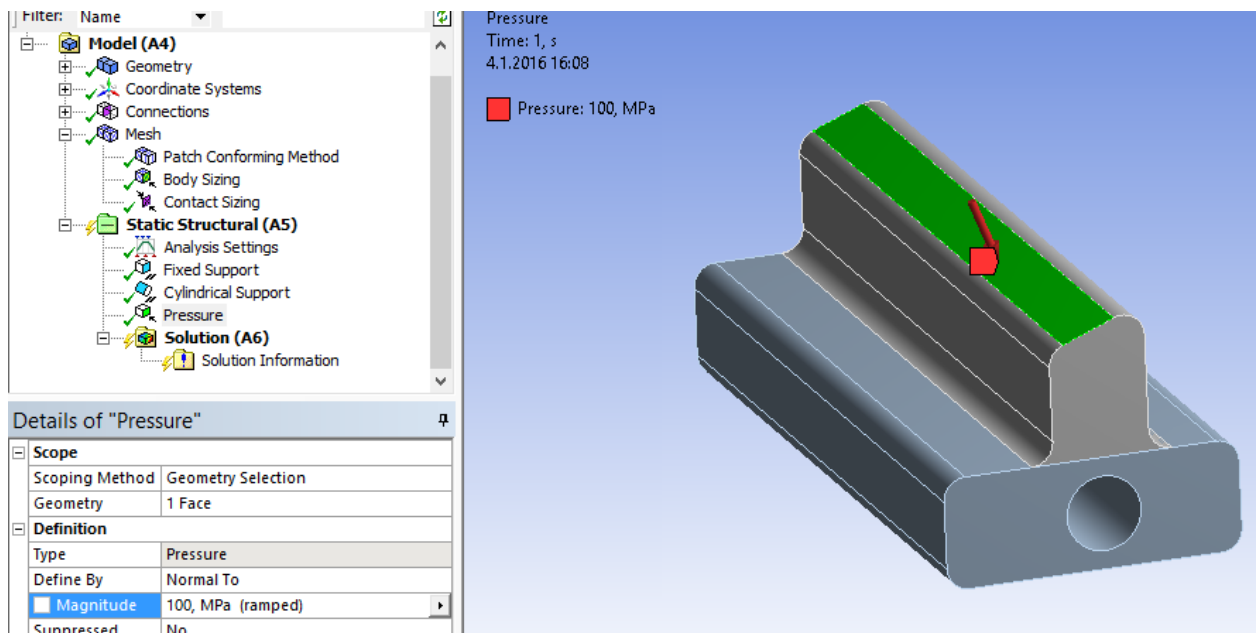 Filter: Name
Model (A4)
Geometry
Coordinate Systems
Connections
Mesh
Patch Conforming Method
Body Sizing
Contact Sizing
Static Structural (A5)
Analysis Settings
Fixed Support
Cylindrical Support
Pressure
Solution (A6)
Solution Information
Details of "Pressure"
Scope
Scoping Method Geometry Selection
Geometry 1 Face
Definition
Type Pressure
Define By Normal To
Magnitude 100, MPa (ramped)
Suppressed No
Pressure
Time: 1, s
4.1.2016 16:08
Pressure: 100, MPa